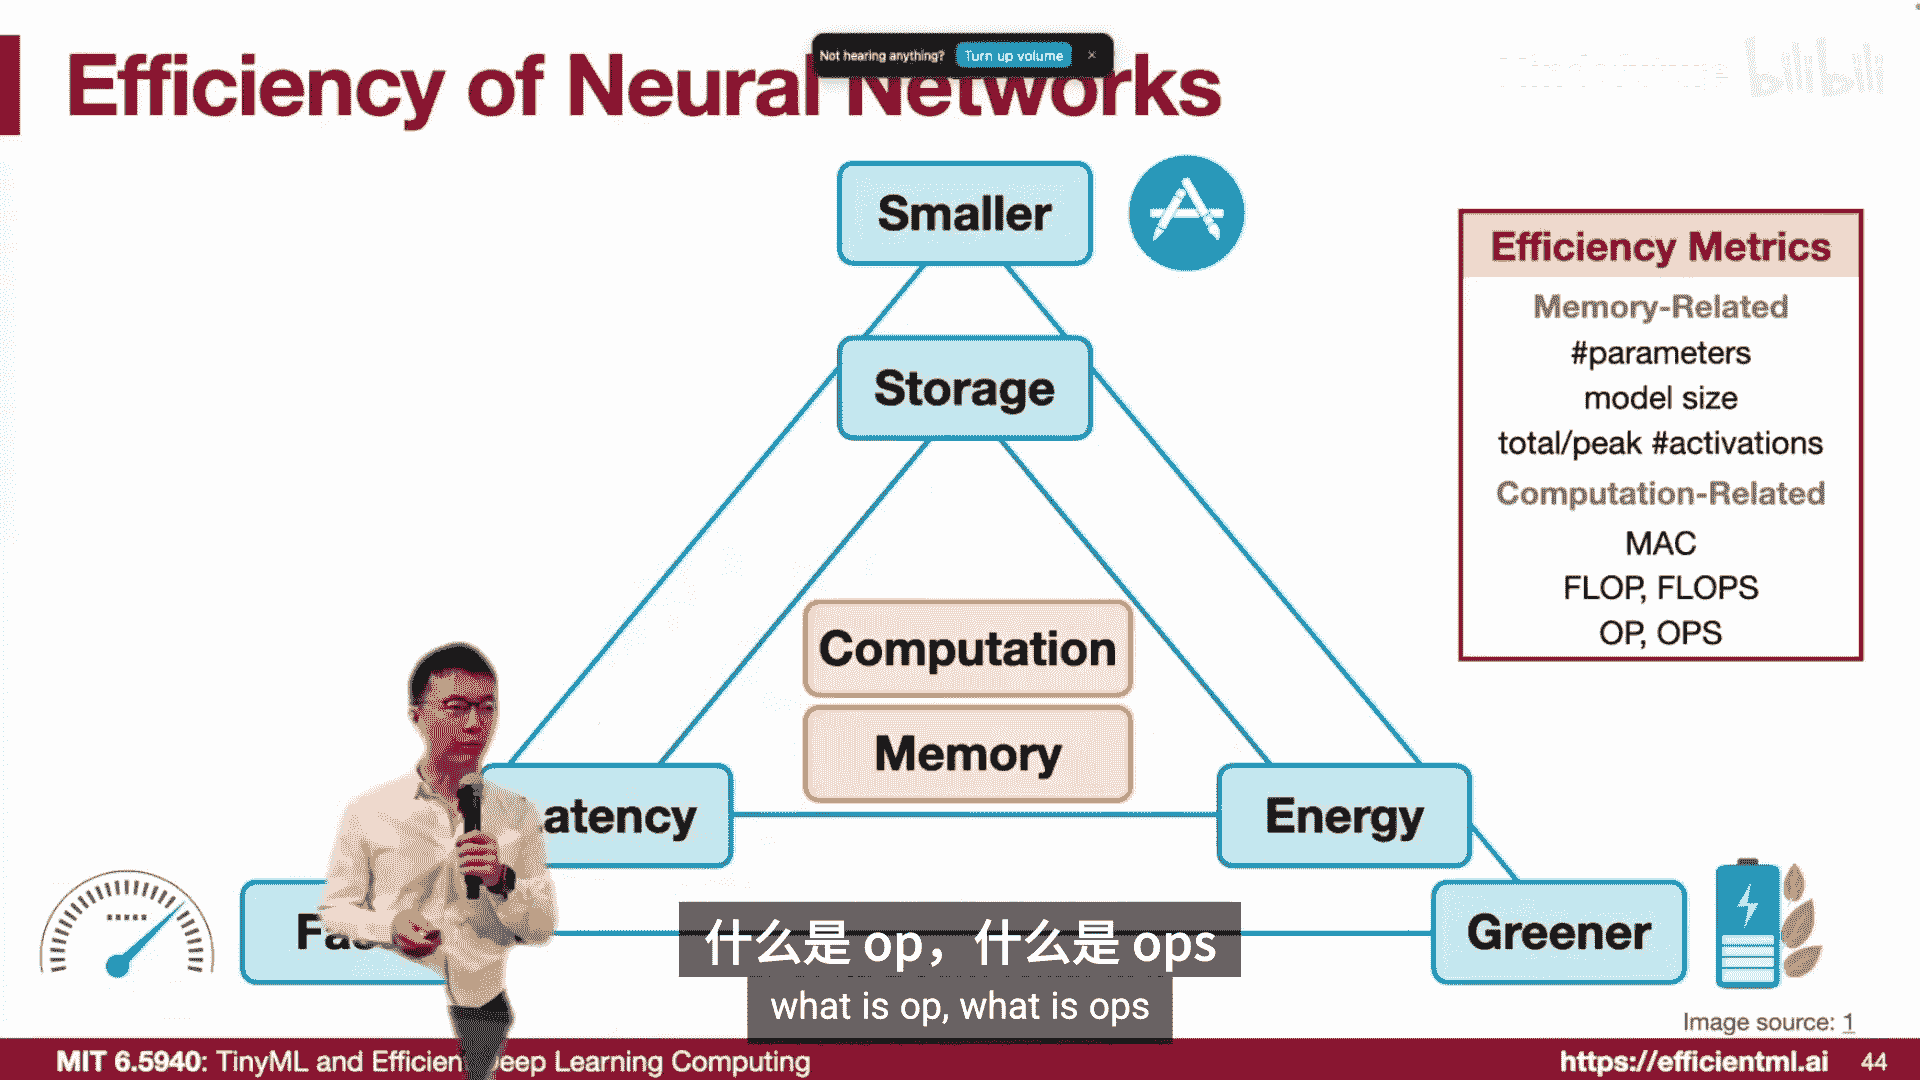 Efficiency of Neural Networks
Not hearing anything? Turn up volume ×
bilibili
Smaller
Storage
Computation
Memory
Energy
Greener
Efficiency Metrics
Memory-Related
#parameters
model size
total/peak #activations
Computation-Related
MAC
FLOP, FLOPS
OP, OPS
什么是 op，什么是 ops
what is op, what is ops
Image source: 1
MIT 6.5940: TinyML and Efficient Deep Learning Computing
https://efficientml.ai 44